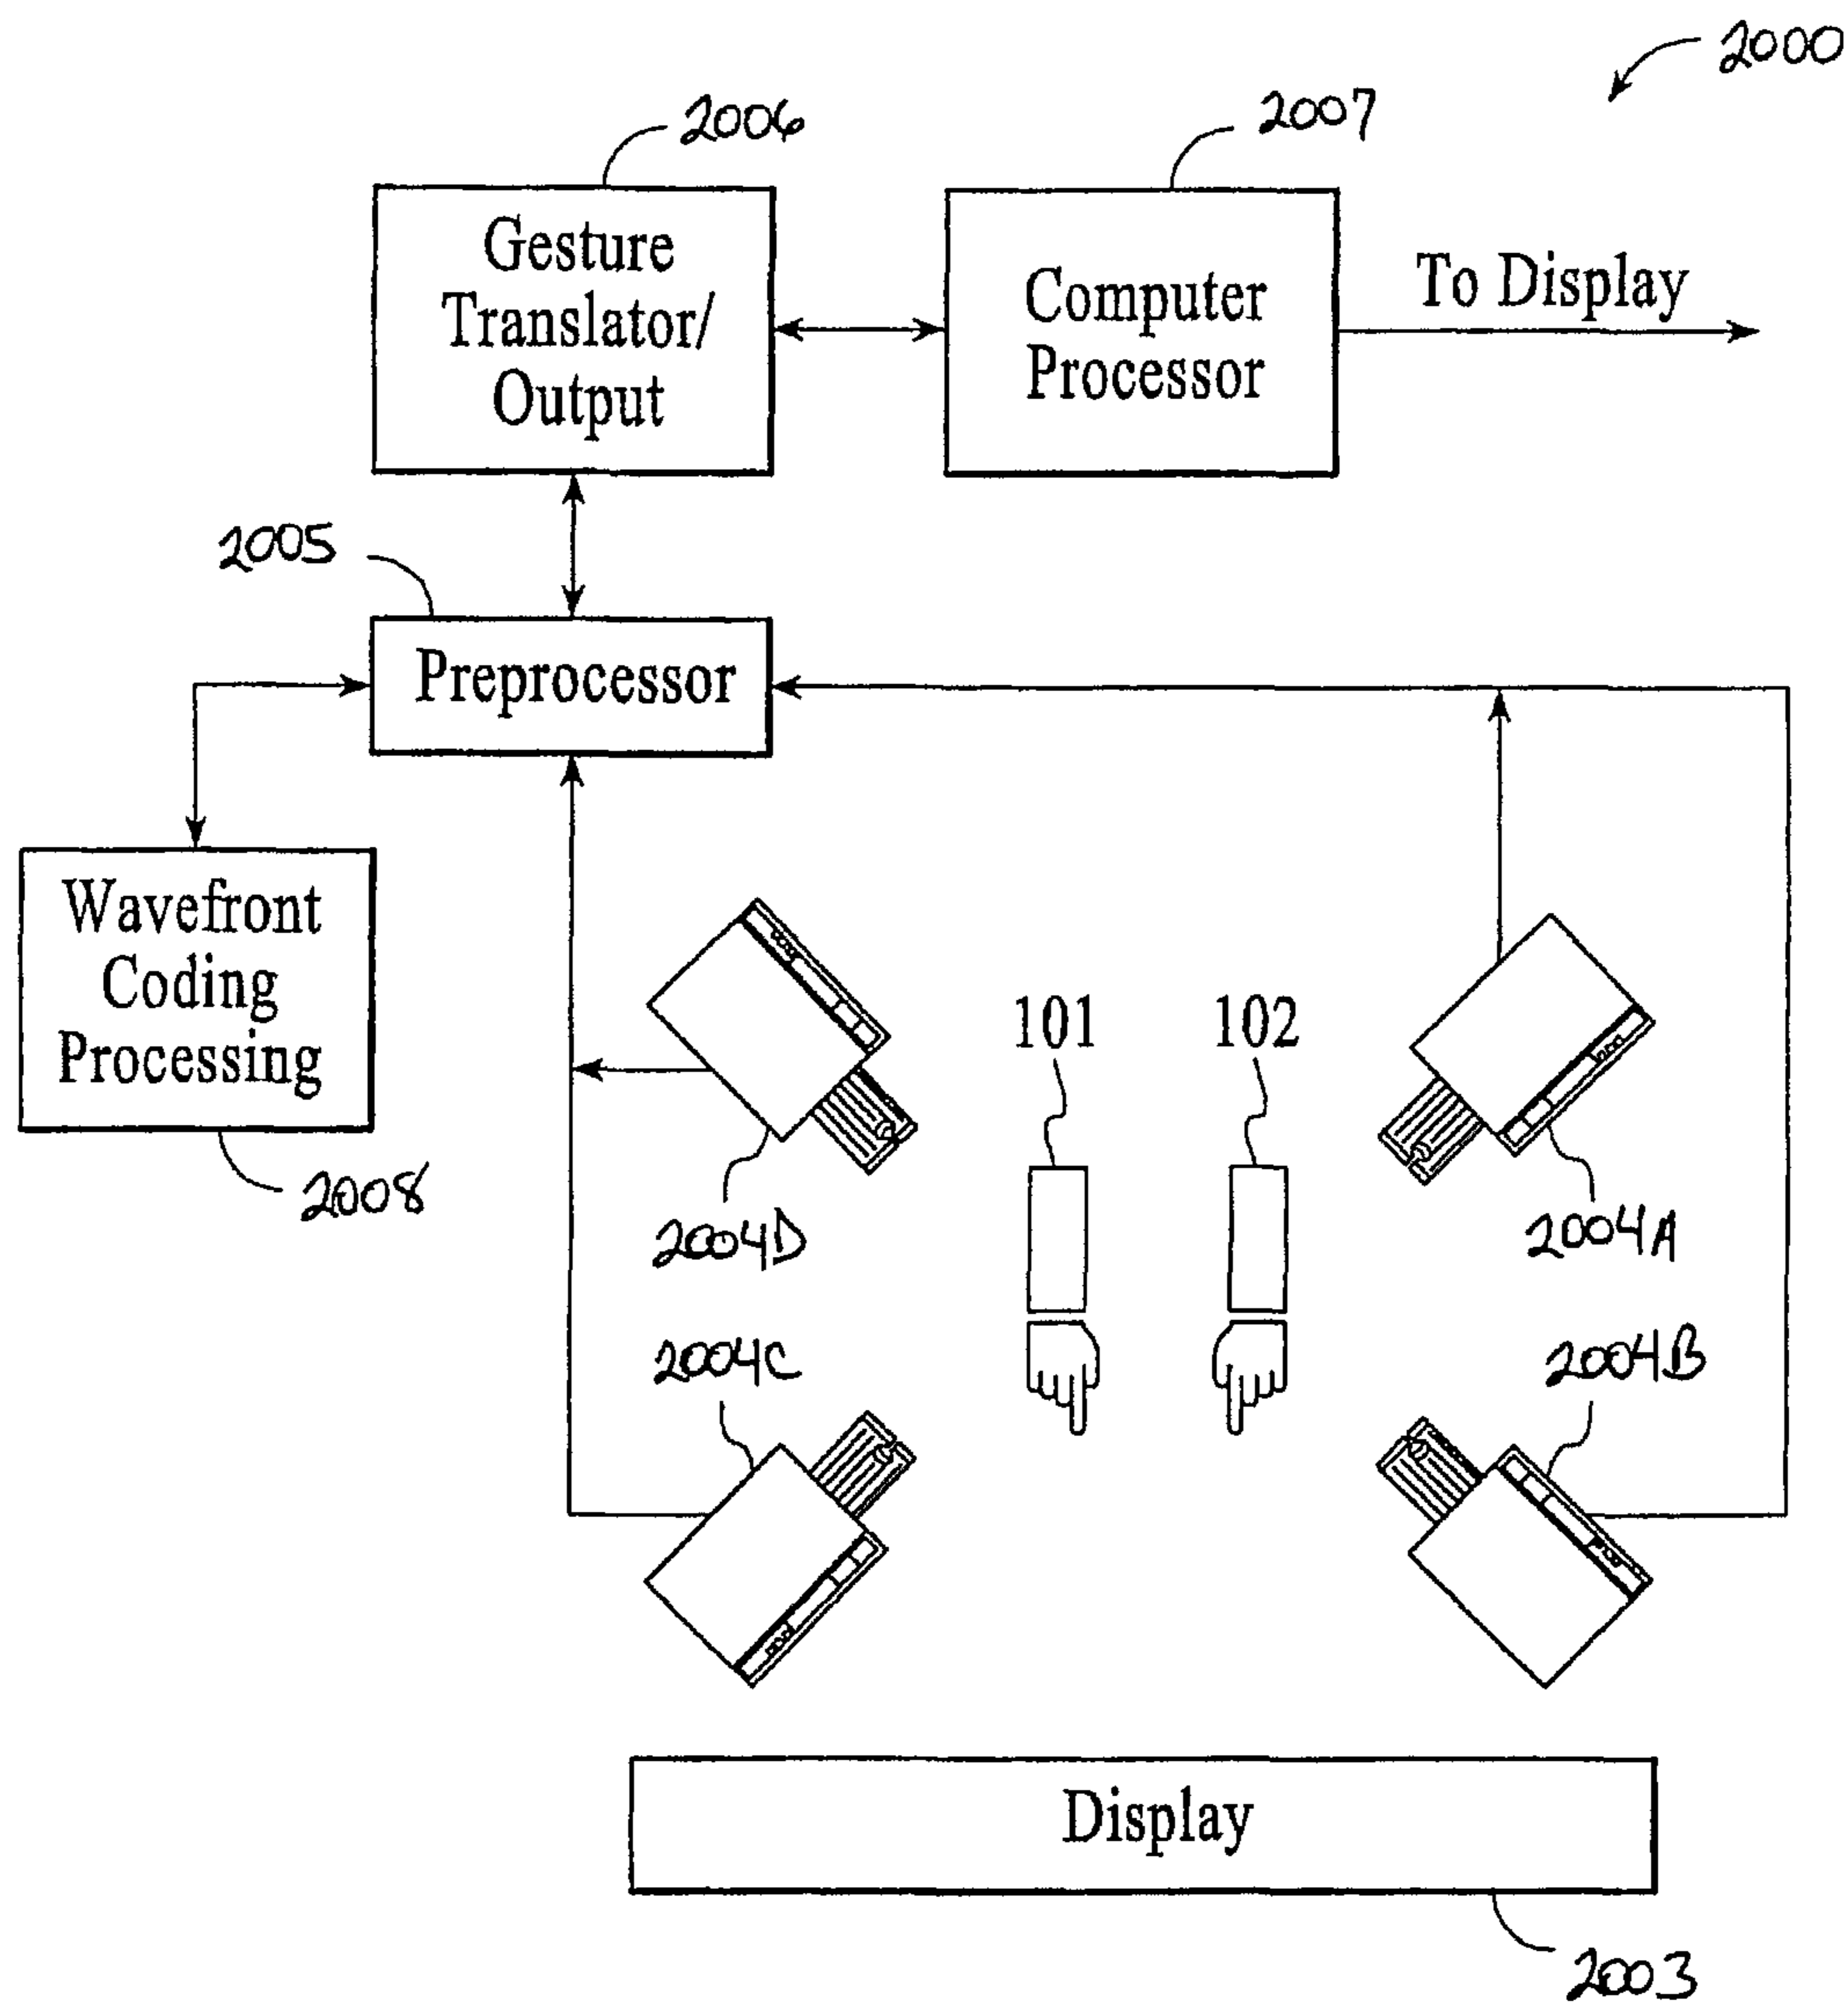 2000
2006
2007
Gesture
Translator/
Output
Computer
Processor
To Display
2005
Preprocessor
Wavefront
Coding
Processing
2008
101
102
2004D
2004A
2004C
2004B
Display
2003